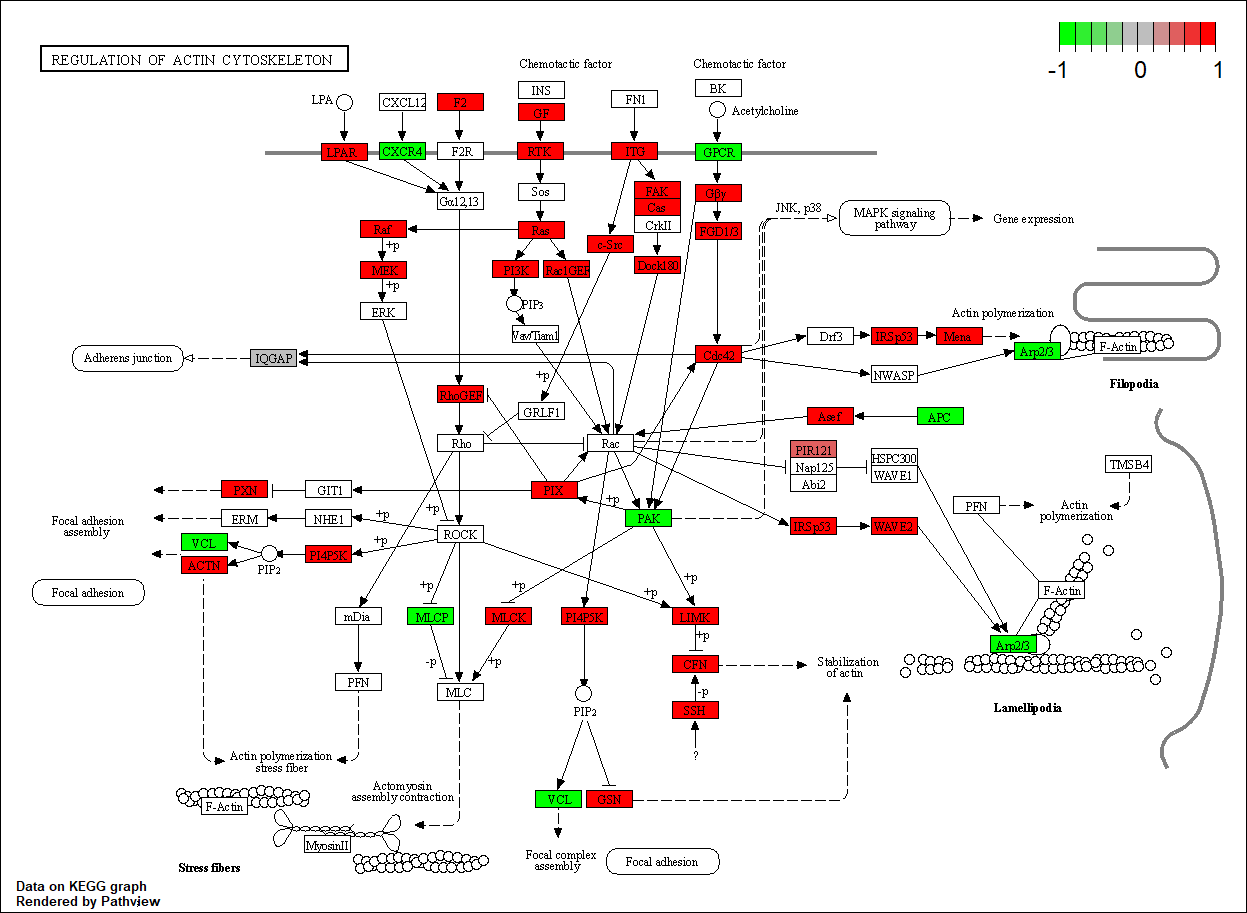 REGULATION OF ACTIN CYTOSKELETON
-1 0 1
Chemotactic factor
Chemotactic factor
LPA
CXCL12
F2
INS
GF
FN1
BK
Acetylcholine
LPAR
CXCR4
F2R
RTK
ITG
GPCR
Gα12,13
Sos
FAK
Cas
CrkII
Gβγ
JNK, p38
MAPK signaling
pathway
Gene expression
Raf
Ras
c-Src
FGD1/3
+p
MEK
PI3K
Rac1GEF
Dock180
+p
ERK
PIP3
Vav/Tiam1
Actin polymerization
Drf3
IRSp53
Mena
Arp2/3
F-Actin
Adherens junction
IQGAP
Cdc42
NWASP
Filopodia
+p
RhoGEF
GRLF1
Asef
APC
Rho
Rac
PIR121
Nap125
Abi2
HSPC300
WAVE1
TMSB4
PXN
GIT1
PIX
+p
PAK
PFN
Actin
polymerization
Focal adhesion
assembly
ERM
NHE1
+p
+p
ROCK
IRSp53
WAVE2
VCL
ACTN
PIP2
PI4P5K
+p
Focal adhesion
+p
+p
+p
+p
F-Actin
mDia
MLCP
MLCK
PI4P5K
LIMK
+p
Arp2/3
-p
+p
CFN
Stabilization
of actin
PFN
MLC
-p
SSH
PIP2
Lamellipodia
?
Actin polymerization
stress fiber
Actomyosin
assembly contraction
F-Actin
VCL
GSN
MyosinII
Stress fibers
Focal complex
assembly
Focal adhesion
Data on KEGG graph
Rendered by Pathview